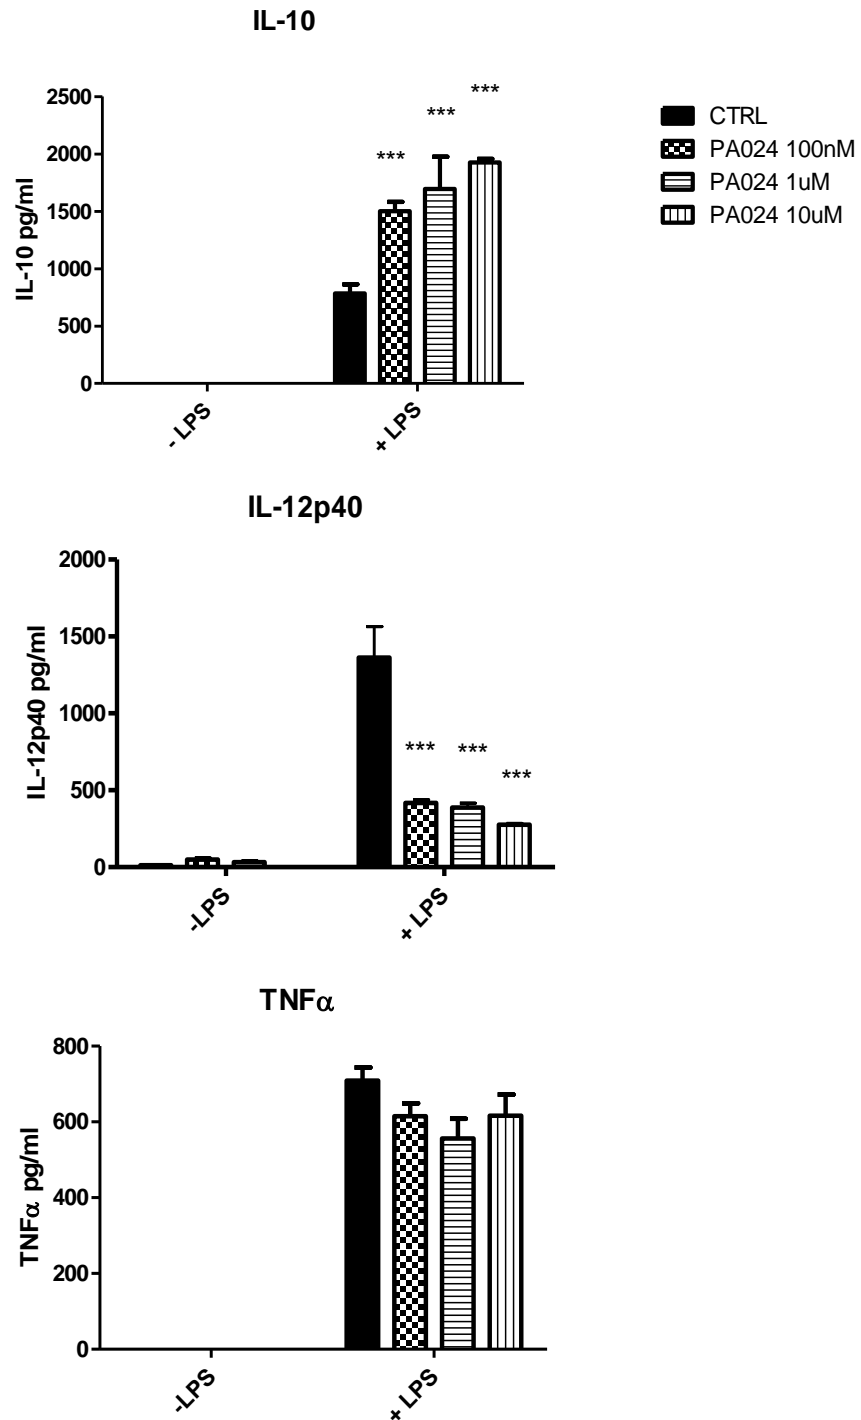 IL-10
IL-10 pg/ml
2500
2000
1500
1000
500
0
***
***
***
- LPS
+ LPS
CTRL
PA024 100nM
PA024 1uM
PA024 10uM
IL-12p40
IL-12p40 pg/ml
2000
1500
1000
500
0
***
***
***
-LPS
+ LPS
TNFα
TNFα pg/ml
800
600
400
200
0
-LPS
+ LPS